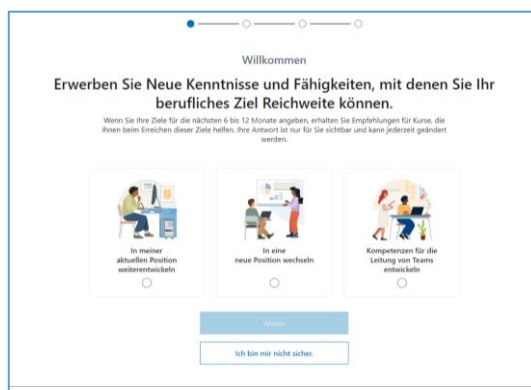 Willkommen
Erwerben Sie Neue Kenntnisse und Fähigkeiten, mit denen Sie Ihr
berufliches Ziel Reichweite können.
Wenn Sie Ihre Ziele für die nächsten 6 bis 12 Monate angeben, erhalten Sie Empfehlungen für Kurse, die
Ihnen beim Erreichen dieser Ziele helfen. Ihre Antwort ist nur für Sie sichtbar und kann jederzeit geändert
werden.
In meiner
aktuellen Position
weiterentwickeln
In eine
neue Position wechseln
Kompetenzen für die
Leitung von Teams
entwickeln
Weiter
Ich bin mir nicht sicher.